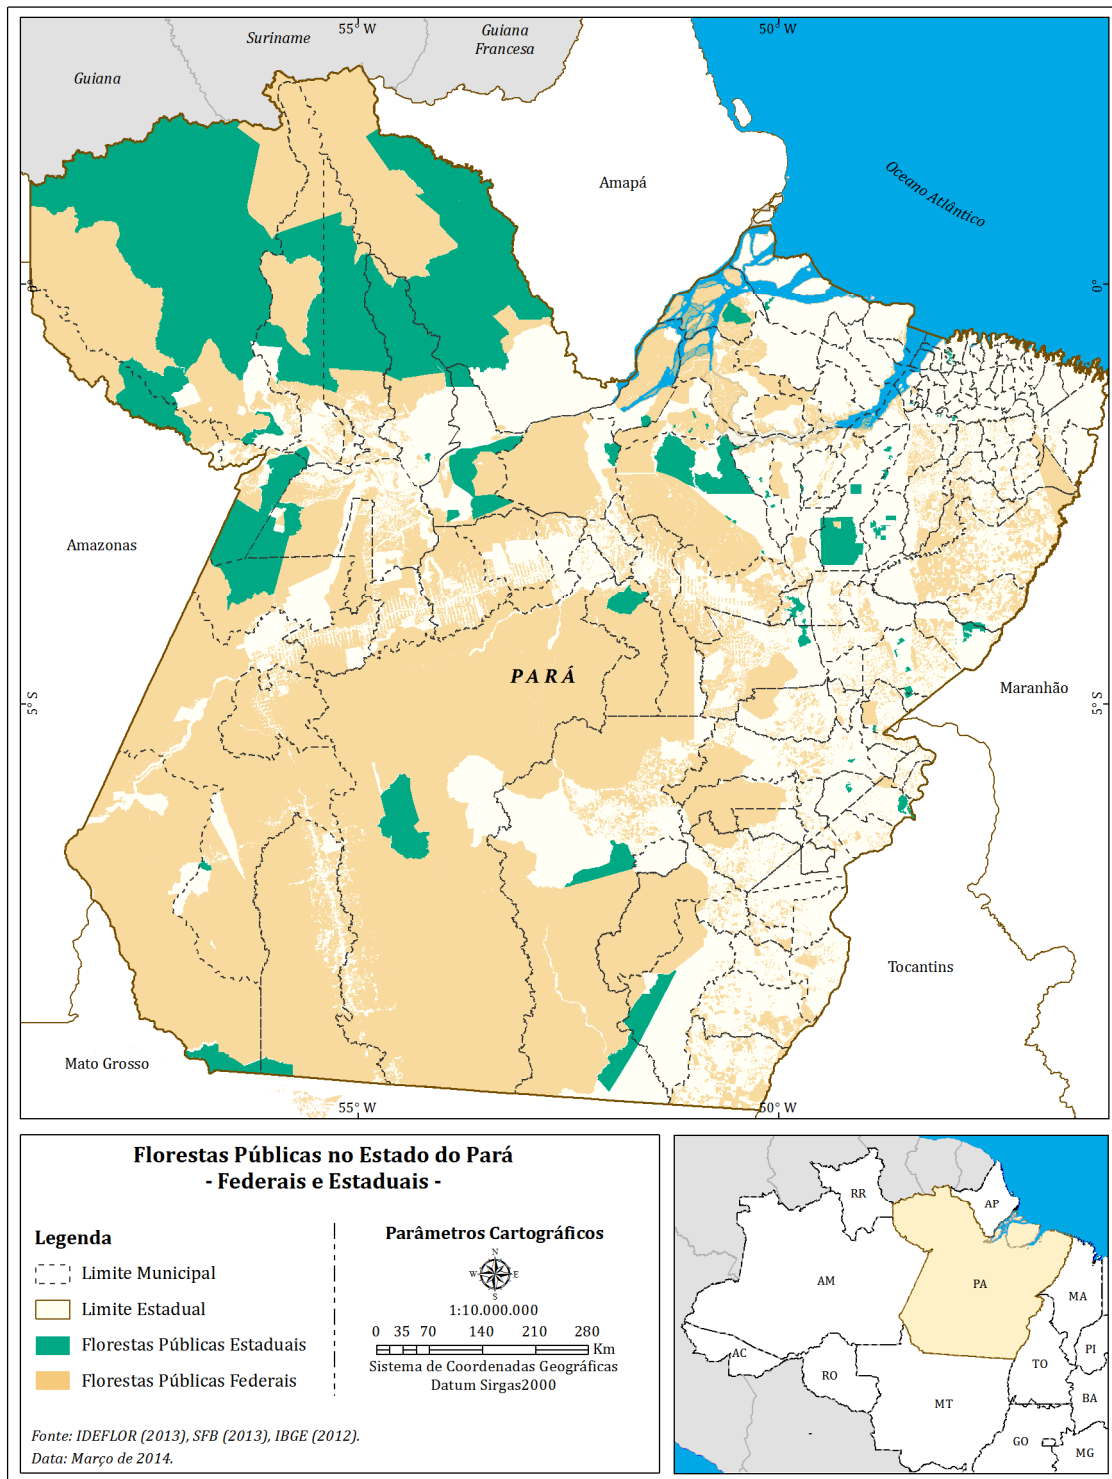 55° W
50° W
Suriname
Guiana
Francesa
Guiana
Amapá
Oceano Atlântico
0°
0°
Amazonas
PARÁ
Maranhão
5° S
5° S
Tocantins
Mato Grosso
55° W
50° W
Florestas Públicas no Estado do Pará
- Federais e Estaduais -
Legenda
Limite Municipal
Limite Estadual
Florestas Públicas Estaduais
Florestas Públicas Federais
Parâmetros Cartográficos
N
W
E
S
1:10.000.000
0 35 70 140 210 280
Km
Sistema de Coordenadas Geográficas
Datum Sirgas2000
Fonte: IDEFLOR (2013), SFB (2013), IBGE (2012).
Data: Março de 2014.
RR
AP
AM
PA
MA
AC
RO
TO
PI
MT
BA
GO
MG